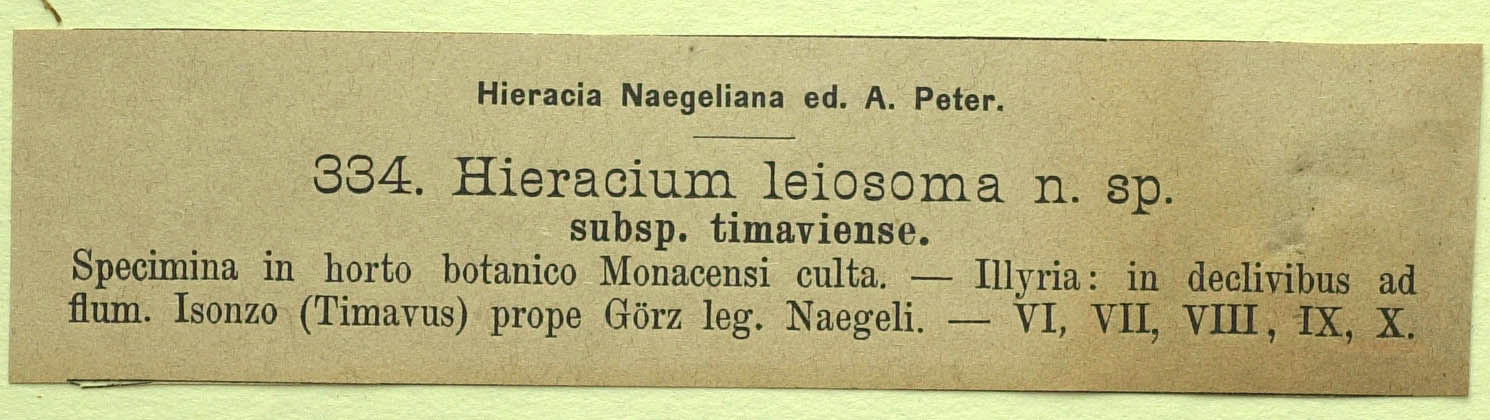 Hieracia Naegeliana ed. A. Peter.
334. Hieracium leiosoma n. sp.
subsp. timaviense.
Specimina in horto botanico Monacensi culta. — Illyria: in declivibus ad
flum. Isonzo (Timavus) prope Görz leg. Naegeli. — VI, VII, VIII, IX, X.